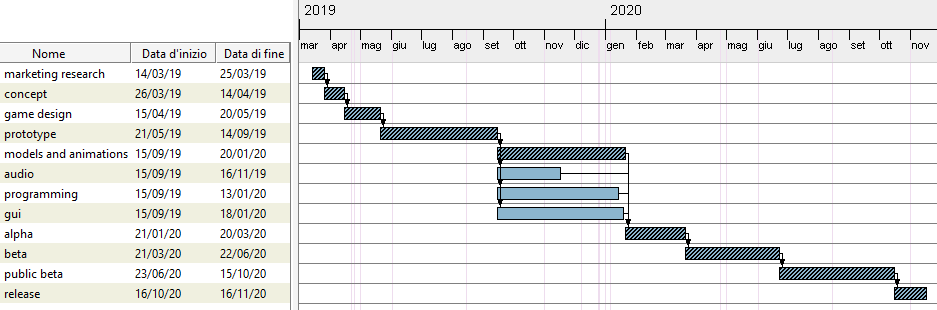 2019 2020
mar apr mag giu lug ago set ott nov dic gen feb mar apr mag giu lug ago set ott nov
Nome Data d'inizio Data di fine
marketing research 14/03/19 25/03/19
concept 26/03/19 14/04/19
game design 15/04/19 20/05/19
prototype 21/05/19 14/09/19
models and animations 15/09/19 20/01/20
audio 15/09/19 16/11/19
programming 15/09/19 13/01/20
gui 15/09/19 18/01/20
alpha 21/01/20 20/03/20
beta 21/03/20 22/06/20
public beta 23/06/20 15/10/20
release 16/10/20 16/11/20